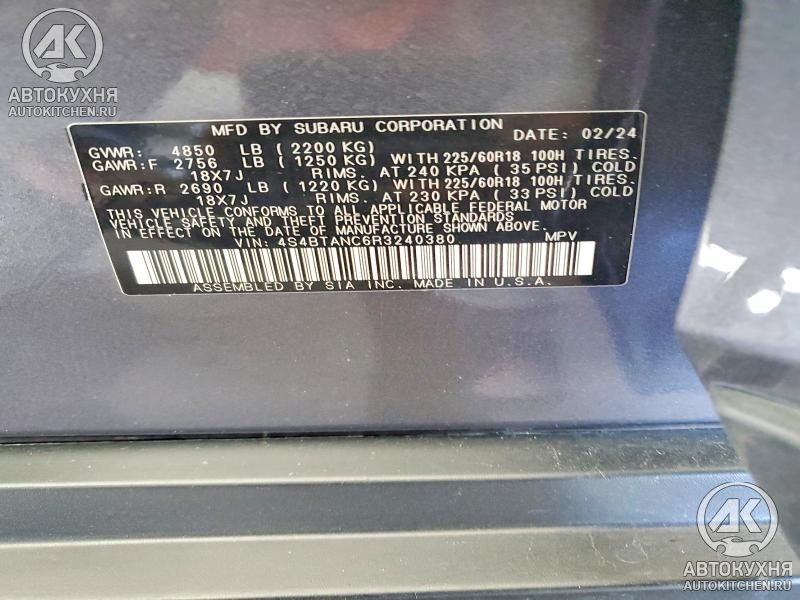 AK
АВТОКУХНЯ
AUTOKITCHEN.RU
MFD BY SUBARU CORPORATION DATE: 02/24
GVWR: 4850 LB (2200 KG)
GAWR:F 2756 LB (1250 KG) WITH 225/60R18 100H TIRES.
18X7J RIMS. AT 240 KPA (35 PSI) COLD
GAWR:R 2690 LB (1220 KG) WITH 225/60R18 100H TIRES.
18X7J RIMS. AT 230 KPA (33 PSI) COLD
THIS VEHICLE CONFORMS TO ALL APPLICABLE FEDERAL MOTOR
VEHICLE SAFETY AND THEFT PREVENTION STANDARDS
IN EFFECT ON THE DATE OF MANUFACTURE SHOWN ABOVE.
VIN: 4S4BTANC6R3240380 MPV
ASSEMBLED BY SIA INC. MADE IN U.S.A.
AK
АВТОКУХНЯ
AUTOKITCHEN.RU